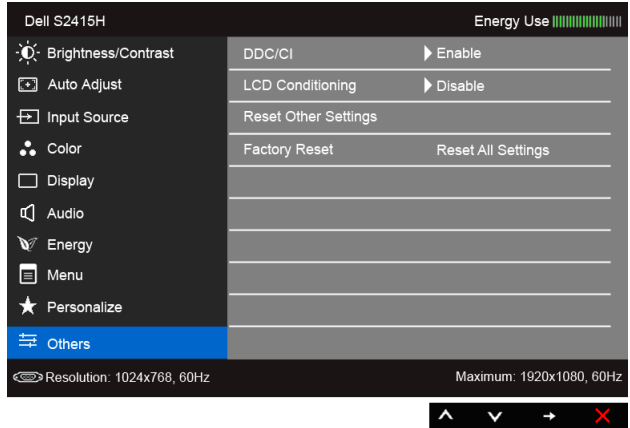 Dell S2415H Energy Use
Brightness/Contrast DDC/CI Enable
Auto Adjust LCD Conditioning Disable
Input Source Reset Other Settings
Color Factory Reset Reset All Settings
Display
Audio
Energy
Menu
Personalize
Others
Resolution: 1024x768, 60Hz Maximum: 1920x1080, 60Hz